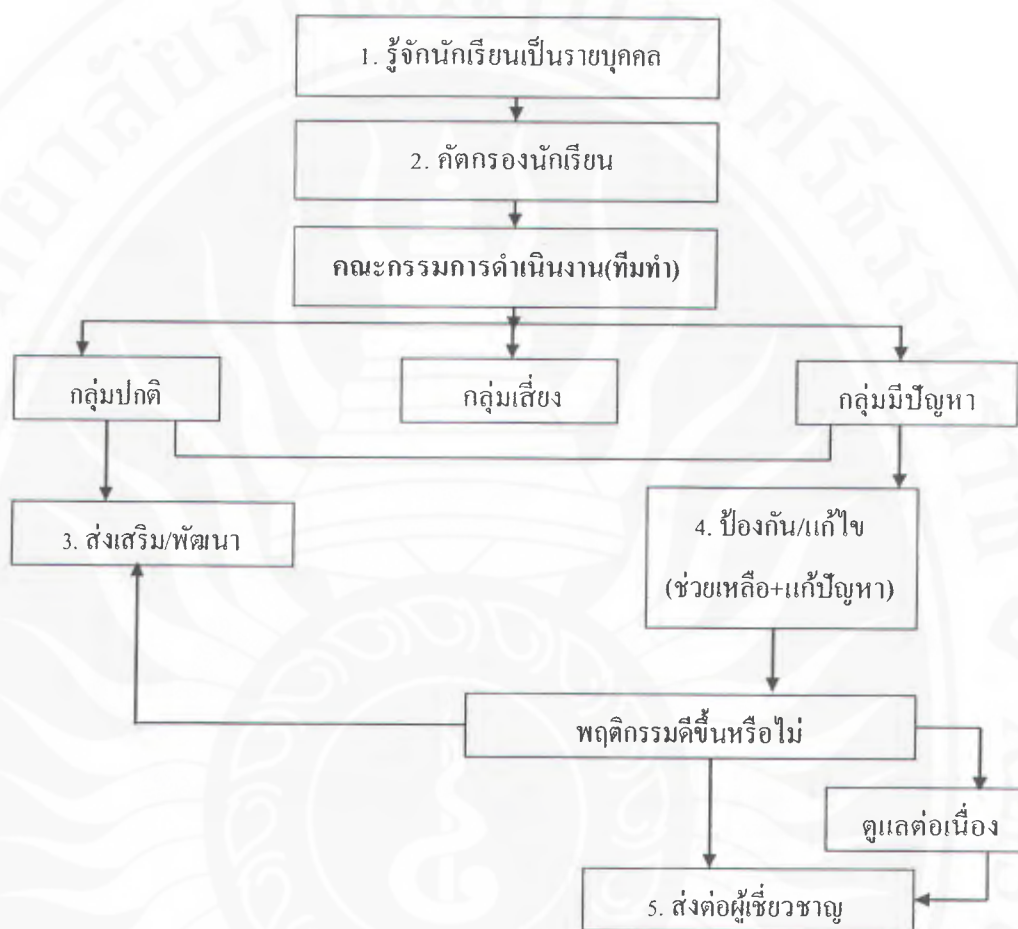 1. รู้จักนักเรียนเป็นรายบุคคล
2. คัดกรองนักเรียน
คณะกรรมการดำเนินงาน(ทีมทำ)
กลุ่มปกติ
กลุ่มเสี่ยง
กลุ่มมีปัญหา
3. ส่งเสริม/พัฒนา
4. ป้องกัน/แก้ไข
(ช่วยเหลือ+แก้ปัญหา)
พฤติกรรมดีขึ้นหรือไม่
ดูแลต่อเนื่อง
5. ส่งต่อผู้เชี่ยวชาญ